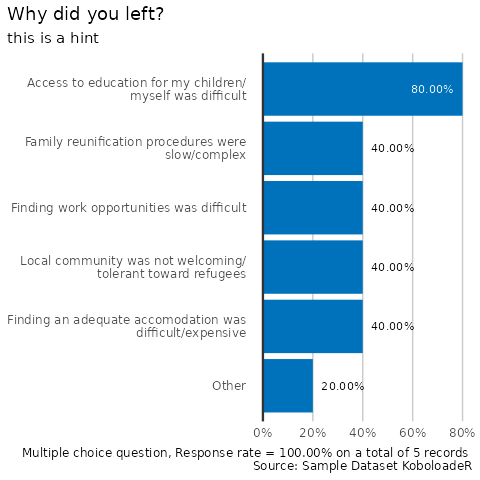 Why did you left?
this is a hint
Access to education for my children/
myself was difficult
80.00%
Family reunification procedures were
slow/complex
40.00%
Finding work opportunities was difficult
40.00%
Local community was not welcoming/
tolerant toward refugees
40.00%
Finding an adequate accomodation was
difficult/expensive
40.00%
Other
20.00%
0% 20% 40% 60% 80%
Multiple choice question, Response rate = 100.00% on a total of 5 records
Source: Sample Dataset KoboloadeR